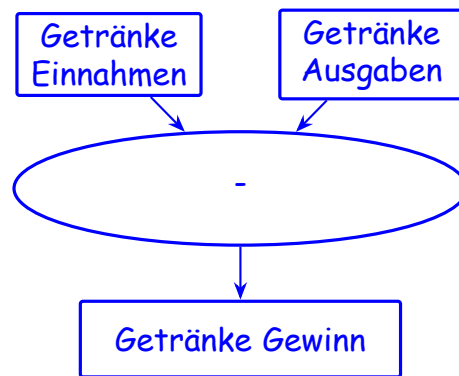 Getränke
Einnahmen
Getränke
Ausgaben
-
Getränke Gewinn